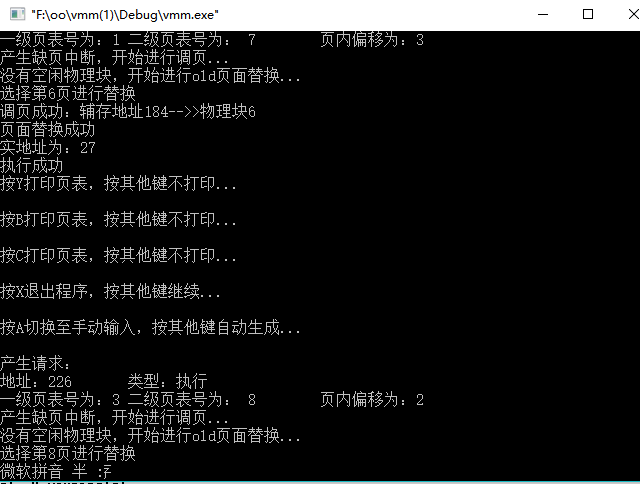 "F:\oo\vmm(1)\Debug\vmm.exe"
一级页表号为：1 二级页表号为： 7 页内偏移为：3
产生缺页中断，开始进行调页...
没有空闲物理块，开始进行old页面替换...
选择第6页进行替换
调页成功：辅存地址184-->>物理块6
页面替换成功
实地址为：27
执行成功
按Y打印页表，按其他键不打印...
按B打印页表，按其他键不打印...
按C打印页表，按其他键不打印...
按X退出程序，按其他键继续...
按A切换至手动输入，按其他键自动生成...
产生请求：
地址：226 类型：执行
一级页表号为：3 二级页表号为： 8 页内偏移为：2
产生缺页中断，开始进行调页...
没有空闲物理块，开始进行old页面替换...
选择第8页进行替换
微软拼音 半 :